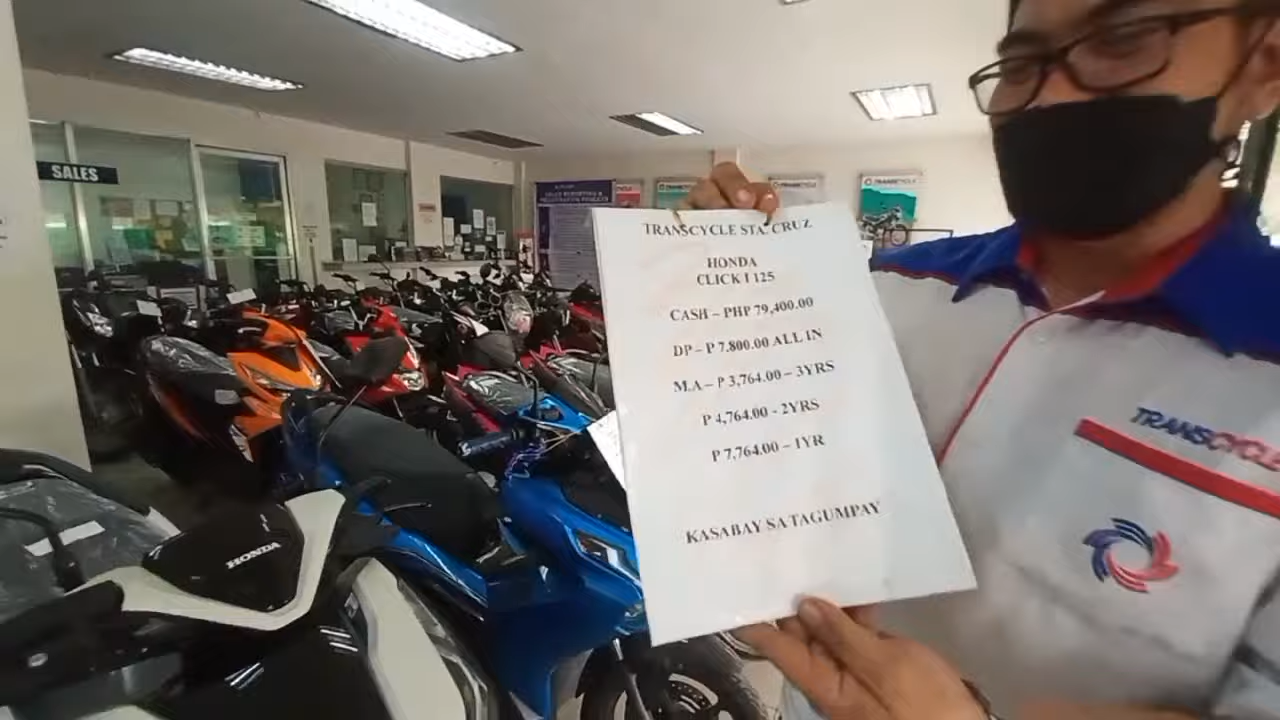 SALES
TRANSCYCLE
TRANSCYCLE STA. CRUZ
HONDA
CLICK I 125
CASH – PHP 79,400.00
DP – P 7.800.00 ALL IN
M.A – P 3,764.00 – 3YRS
P 4,764.00 - 2YRS
P 7,764.00 – 1YR
KASABAY SA TAGUMPAY
TRANSCYCLE
HONDA